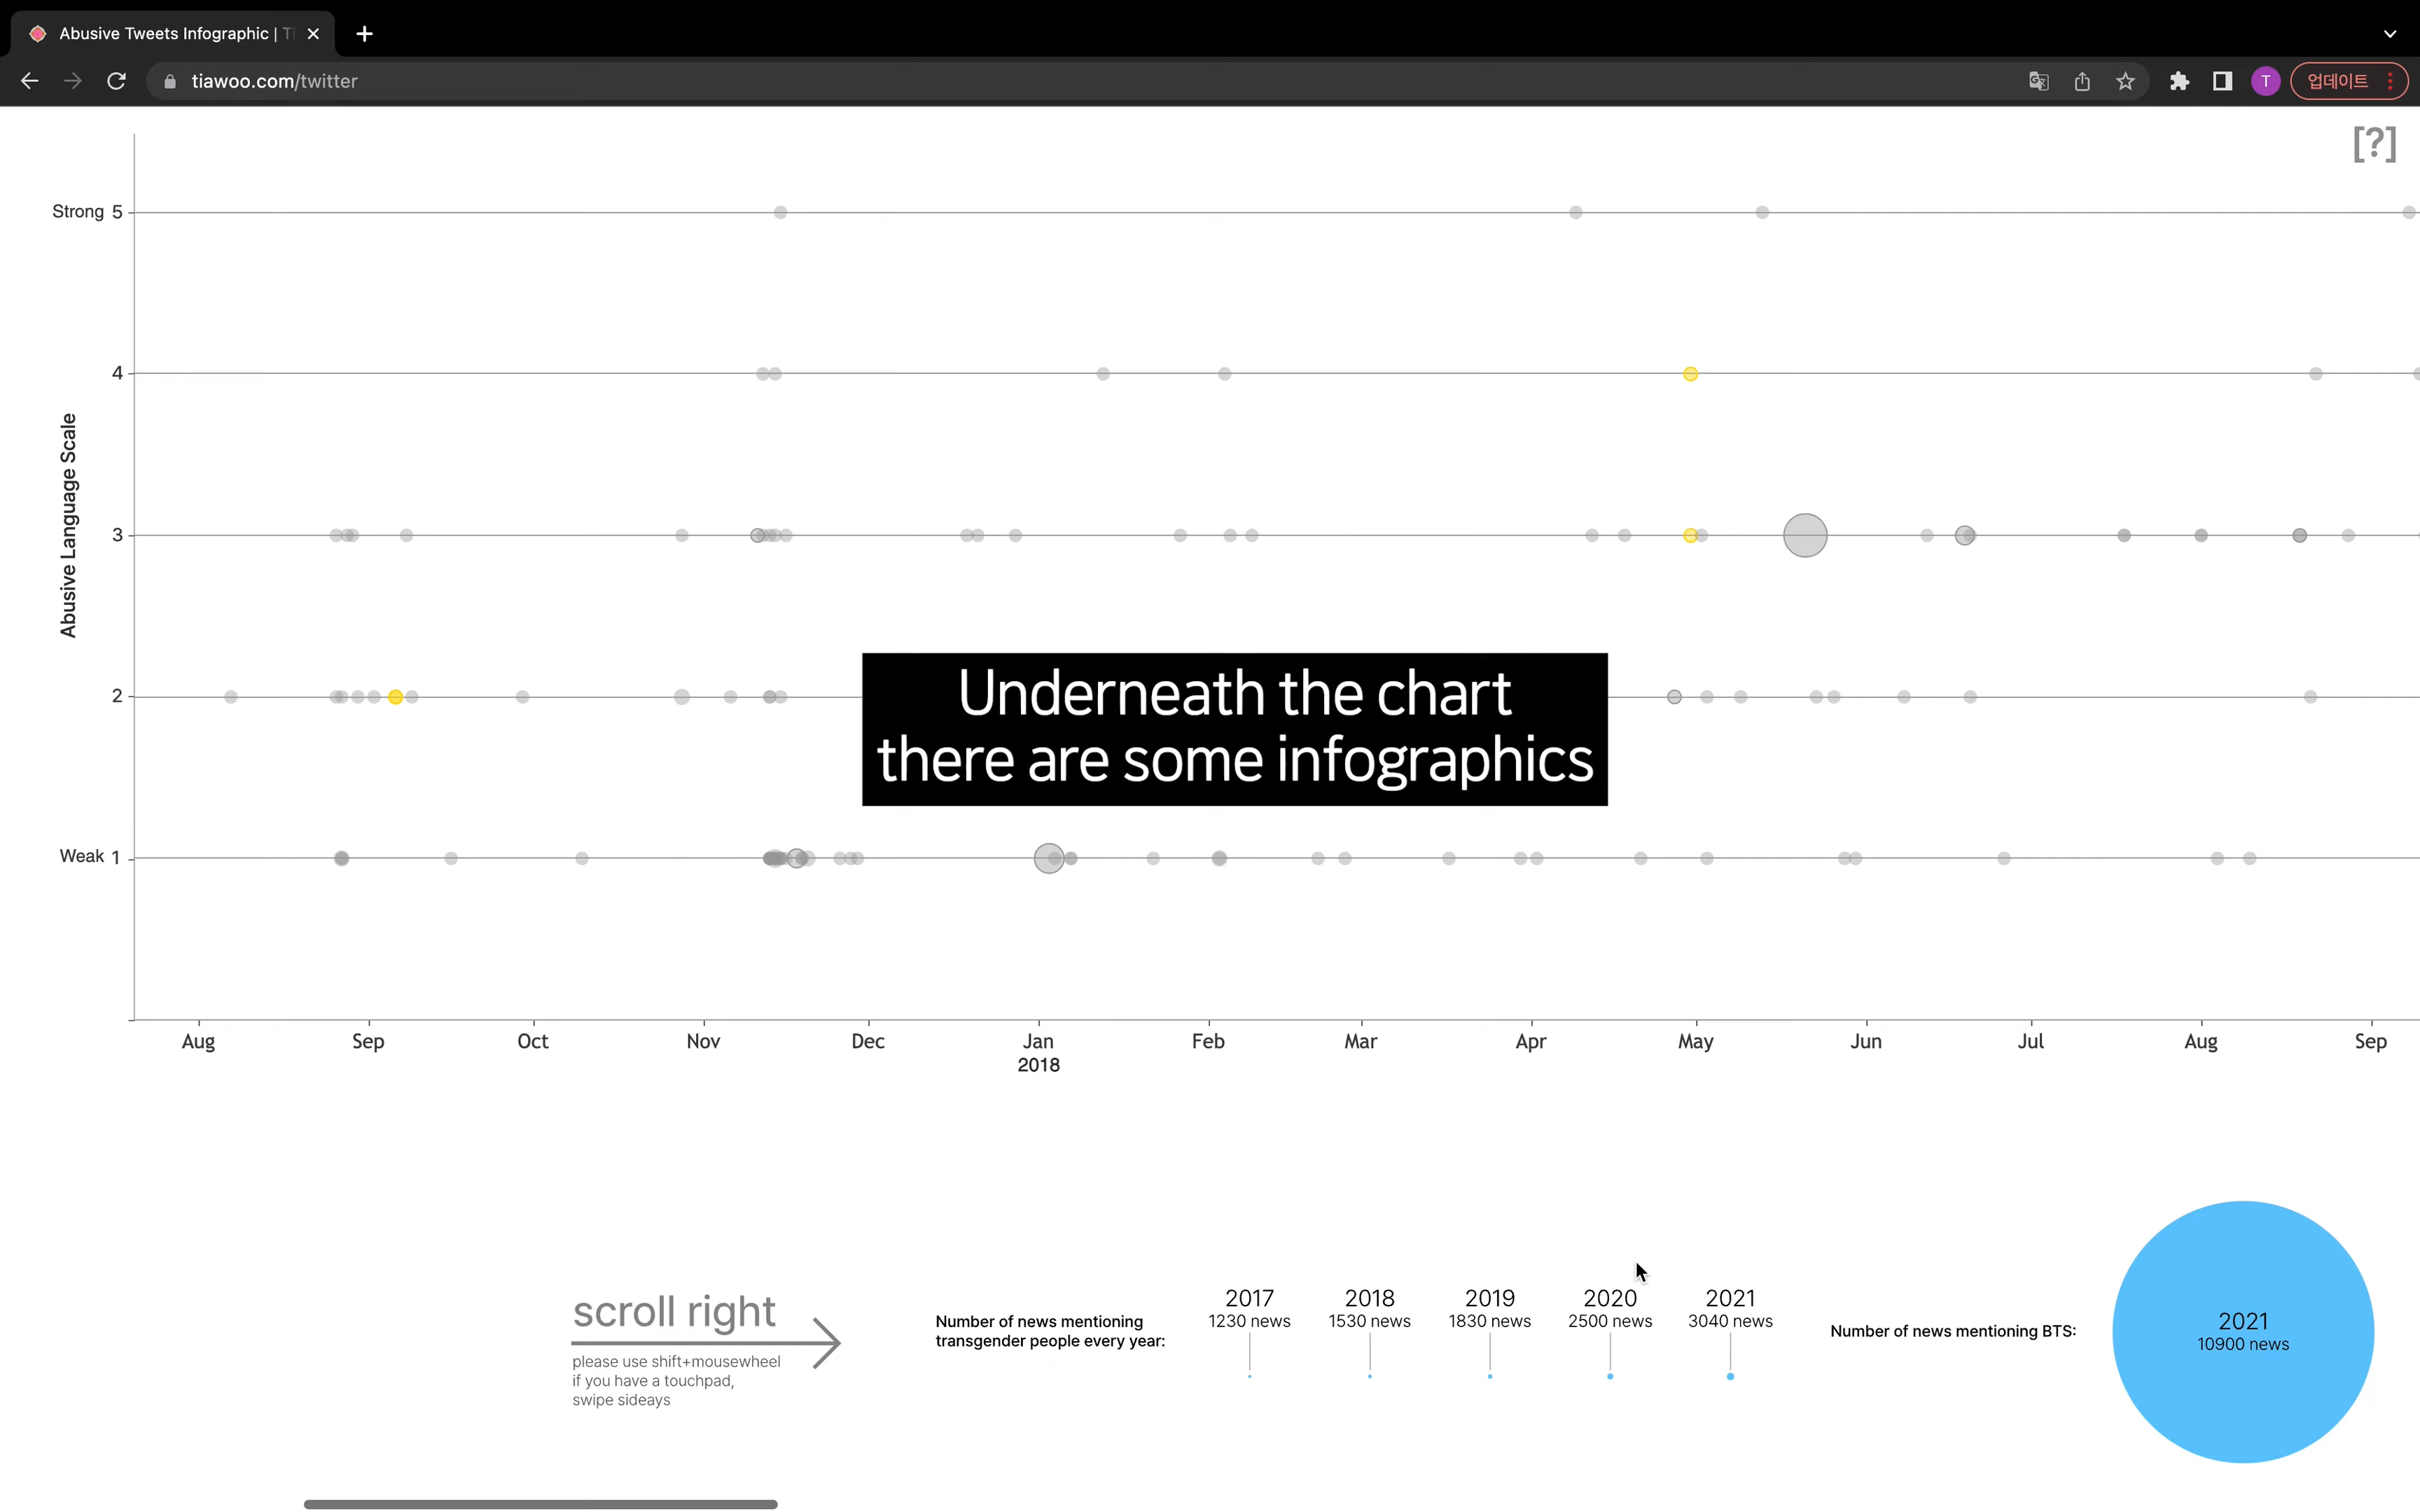 Abusive Tweets Infographic | Ti
tiawoo.com/twitter
T
업데이트
[?]
Strong 5
4
Abusive Language Scale
3
2
Underneath the chart
there are some infographics
Weak 1
Aug Sep Oct Nov Dec Jan Feb Mar Apr May Jun Jul Aug Sep
2018
scroll right
please use shift+mousewheel
if you have a touchpad,
swipe sideays
Number of news mentioning
transgender people every year:
2017 2018 2019 2020 2021
1230 news 1530 news 1830 news 2500 news 3040 news
Number of news mentioning BTS:
2021
10900 news